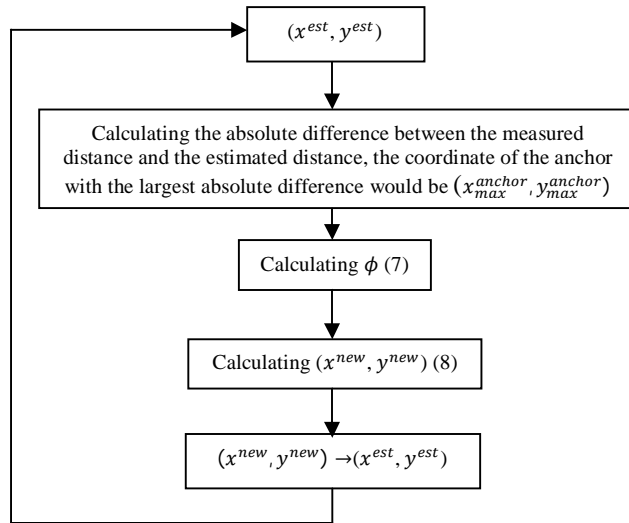 (x^{est}, y^{est})
Calculating the absolute difference between the measured
distance and the estimated distance, the coordinate of the anchor
with the largest absolute difference would be (x_{max}^{anchor}, y_{max}^{anchor})
Calculating ϕ (7)
Calculating (x^{new}, y^{new}) (8)
(x^{new}, y^{new}) →(x^{est}, y^{est})